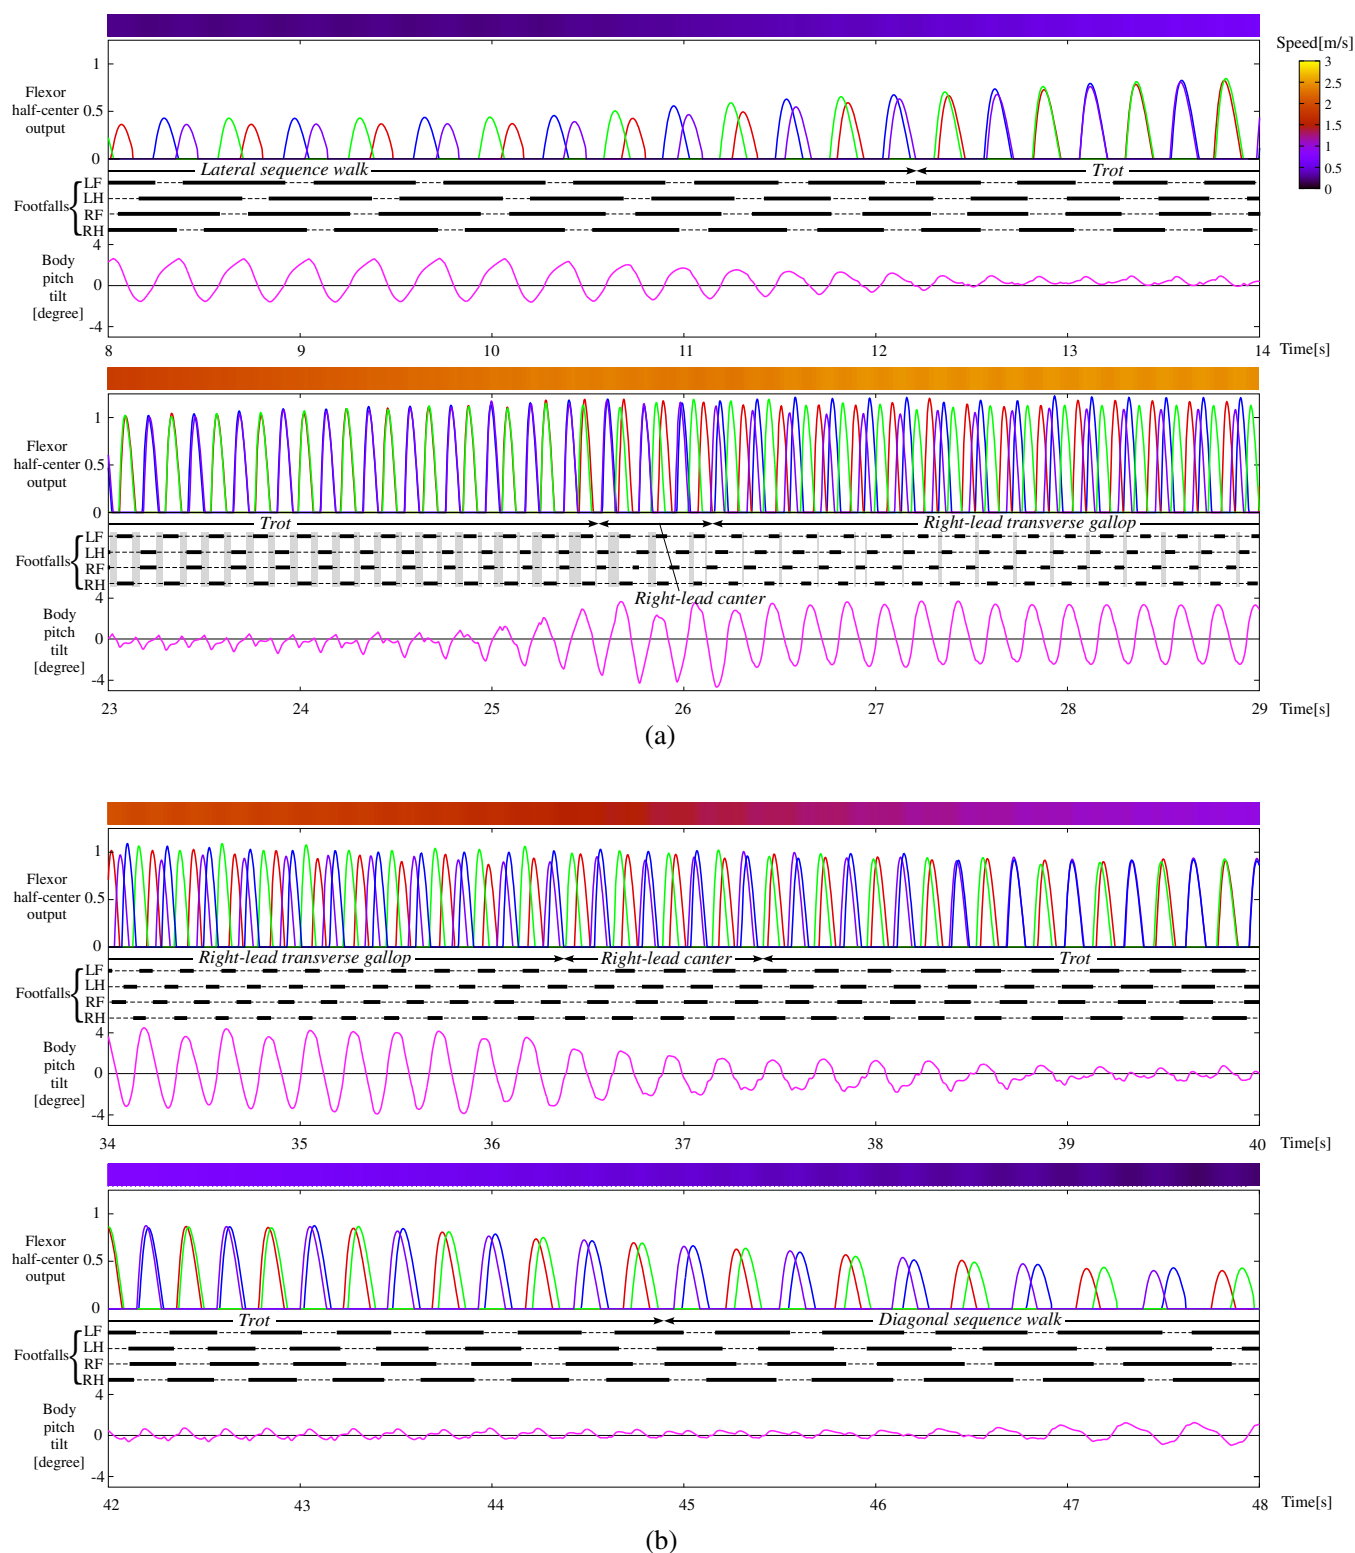 Speed[m/s]
3
2.5
2
1.5
1
0.5
0
Flexor
half-center
output
1
0.5
0
Lateral sequence walk
Trot
Footfalls
LF
LH
RF
RH
Body
pitch
tilt
[degree]
4
0
-4
8 9 10 11 12 13 14 Time[s]
Flexor
half-center
output
1
0.5
0
Trot
Right-lead transverse gallop
Footfalls
LF
LH
RF
RH
Right-lead canter
Body
pitch
tilt
[degree]
4
0
-4
23 24 25 26 27 28 29 Time[s]
(a)
Flexor
half-center
output
1
0.5
0
Right-lead transverse gallop
Right-lead canter
Trot
Footfalls
LF
LH
RF
RH
Body
pitch
tilt
[degree]
4
0
-4
34 35 36 37 38 39 40 Time[s]
Flexor
half-center
output
1
0.5
0
Trot
Diagonal sequence walk
Footfalls
LF
LH
RF
RH
Body
pitch
tilt
[degree]
4
0
-4
42 43 44 45 46 47 48 Time[s]
(b)